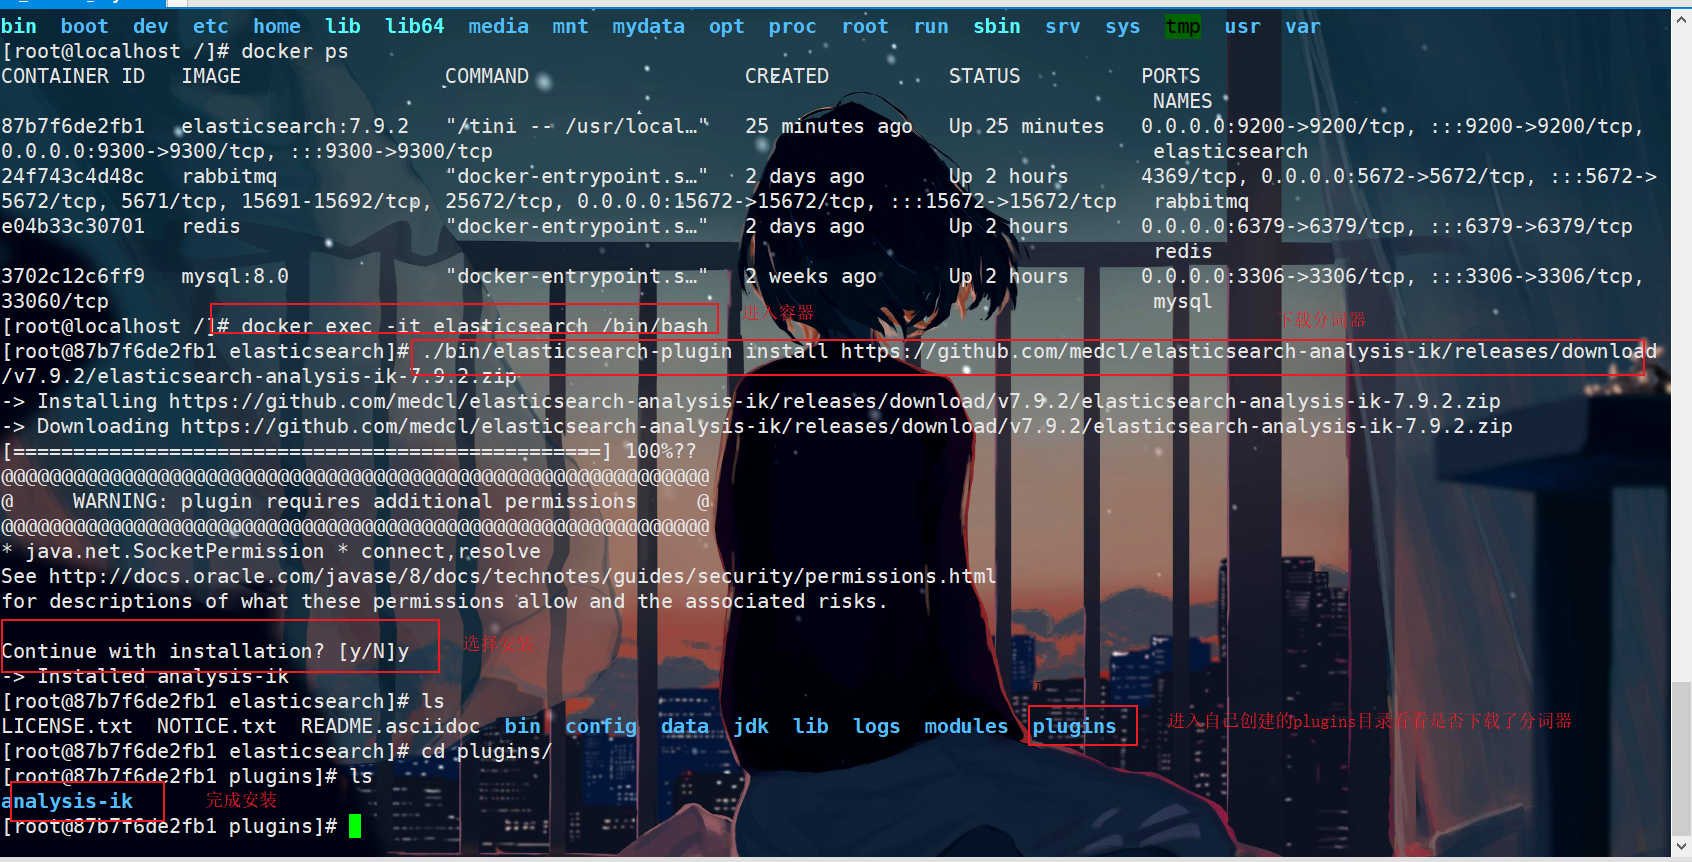 bin boot dev etc home lib lib64 media mnt mydata opt proc root run sbin srv sys tmp usr var
[root@localhost /]# docker ps
CONTAINER ID IMAGE COMMAND CREATED STATUS PORTS
NAMES
87b7f6de2fb1 elasticsearch:7.9.2 "/tini -- /usr/local…" 25 minutes ago Up 25 minutes 0.0.0.0:9200->9200/tcp, :::9200->9200/tcp,
0.0.0.0:9300->9300/tcp, :::9300->9300/tcp elasticsearch
24f743c4d48c rabbitmq "docker-entrypoint.s…" 2 days ago Up 2 hours 4369/tcp, 0.0.0.0:5672->5672/tcp, :::5672->
5672/tcp, 5671/tcp, 15691-15692/tcp, 25672/tcp, 0.0.0.0:15672->15672/tcp, :::15672->15672/tcp rabbitmq
e04b33c30701 redis "docker-entrypoint.s…" 2 days ago Up 2 hours 0.0.0.0:6379->6379/tcp, :::6379->6379/tcp
redis
3702c12c6ff9 mysql:8.0 "docker-entrypoint.s…" 2 weeks ago Up 2 hours 0.0.0.0:3306->3306/tcp, :::3306->3306/tcp,
33060/tcp mysql
[root@localhost /]# docker exec -it elasticsearch /bin/bash 进入容器 下载分词器
[root@87b7f6de2fb1 elasticsearch]# ./bin/elasticsearch-plugin install https://github.com/medcl/elasticsearch-analysis-ik/releases/download
/v7.9.2/elasticsearch-analysis-ik-7.9.2.zip
-> Installing https://github.com/medcl/elasticsearch-analysis-ik/releases/download/v7.9.2/elasticsearch-analysis-ik-7.9.2.zip
-> Downloading https://github.com/medcl/elasticsearch-analysis-ik/releases/download/v7.9.2/elasticsearch-analysis-ik-7.9.2.zip
[=================================================] 100%??
@@@@@@@@@@@@@@@@@@@@@@@@@@@@@@@@@@@@@@@@@@@@@@@@@@@@@@@@@@@
@ WARNING: plugin requires additional permissions @
@@@@@@@@@@@@@@@@@@@@@@@@@@@@@@@@@@@@@@@@@@@@@@@@@@@@@@@@@@@
* java.net.SocketPermission * connect,resolve
See http://docs.oracle.com/javase/8/docs/technotes/guides/security/permissions.html
for descriptions of what these permissions allow and the associated risks.
Continue with installation? [y/N]y 选择安装
-> Installed analysis-ik
[root@87b7f6de2fb1 elasticsearch]# ls
LICENSE.txt NOTICE.txt README.asciidoc bin config data jdk lib logs modules plugins 进入自己创建的plugins目录看看是否下载了分词器
[root@87b7f6de2fb1 elasticsearch]# cd plugins/
[root@87b7f6de2fb1 plugins]# ls
analysis-ik 完成安装
[root@87b7f6de2fb1 plugins]#